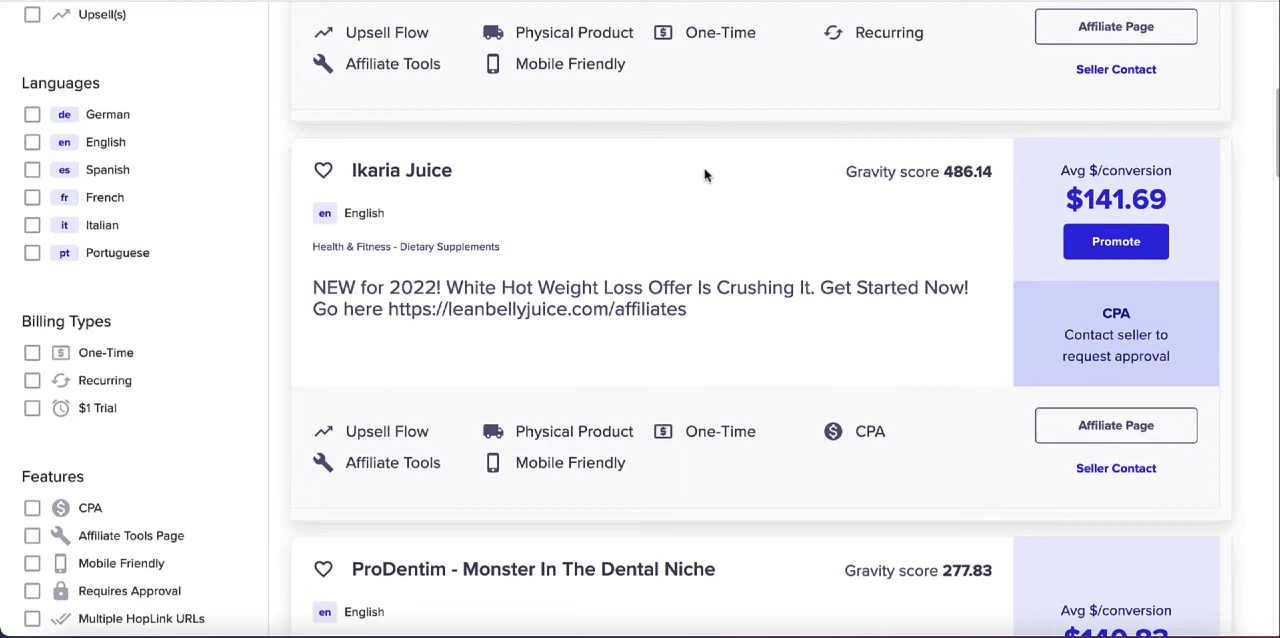 Upsell(s)
Languages
de German
en English
es Spanish
fr French
it Italian
pt Portuguese
Billing Types
One-Time
Recurring
$1 Trial
Features
CPA
Affiliate Tools Page
Mobile Friendly
Requires Approval
Multiple HopLink URLs
Upsell Flow Physical Product One-Time Recurring
Affiliate Tools Mobile Friendly
Affiliate Page
Seller Contact
Ikaria Juice Gravity score 486.14
en English
Health & Fitness - Dietary Supplements
NEW for 2022! White Hot Weight Loss Offer Is Crushing It. Get Started Now!
Go here https://leanbellyjuice.com/affiliates
Avg $/conversion
$141.69
Promote
CPA
Contact seller to
request approval
Upsell Flow Physical Product One-Time CPA
Affiliate Tools Mobile Friendly
Affiliate Page
Seller Contact
ProDentim - Monster In The Dental Niche Gravity score 277.83
en English
Avg $/conversion